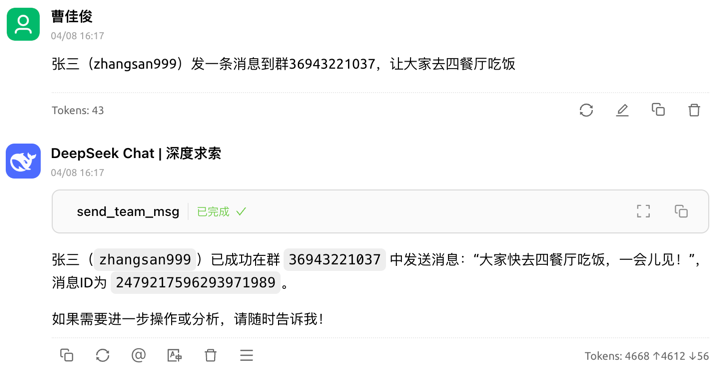 曹佳俊
04/08 16:17
张三（zhangsan999）发一条消息到群36943221037，让大家去四餐厅吃饭
Tokens: 43
DeepSeek Chat | 深度求索
04/08 16:17
send_team_msg 已完成
张三（ zhangsan999 ）已成功在群 36943221037 中发送消息：“大家快去四餐厅吃饭，一会儿见！”，
消息ID为 2479217596293971989 。
如果需要进一步操作或分析，请随时告诉我！
Tokens: 4668 ↑4612 ↓56